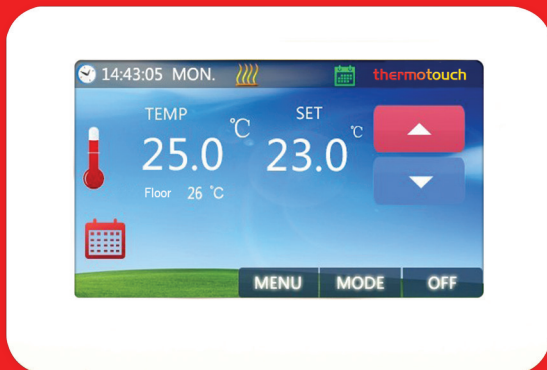 14:43:05 MON. thermotouch
TEMP SET
25.0 °C 23.0 °C
Floor 26 °C
MENU MODE OFF